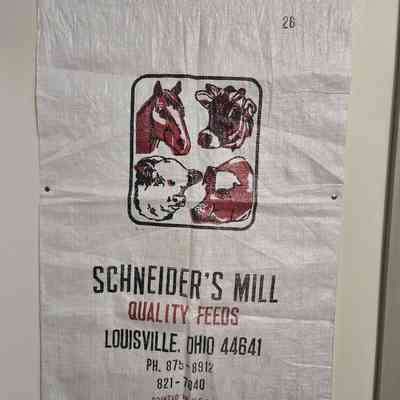 26
SCHNEIDER'S MILL
QUALITY FEEDS
LOUISVILLE, OHIO 44641
PH. 875-8912
821-7840